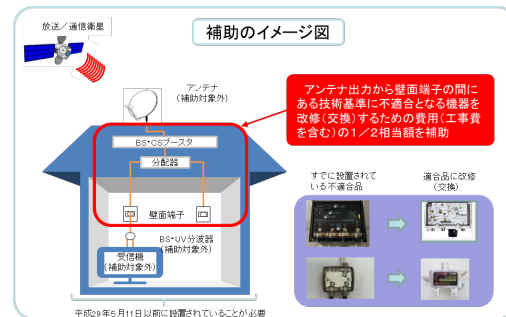 放送／通信衛星
補助のイメージ図
アンテナ
（補助対象外）
アンテナ出力から壁面端子の間に
ある技術基準に不適合となる機器を
改修（交換）するための費用（工事費
を含む）の１／２相当額を補助
BS・CSブースタ
分配器
壁面端子
BS・UV分波器
（補助対象外）
受信機
（補助対象外）
すでに設置されて
いる不適合品
適合品に改修
（交換）
平成29年5月11日以前に設置されていることが必要